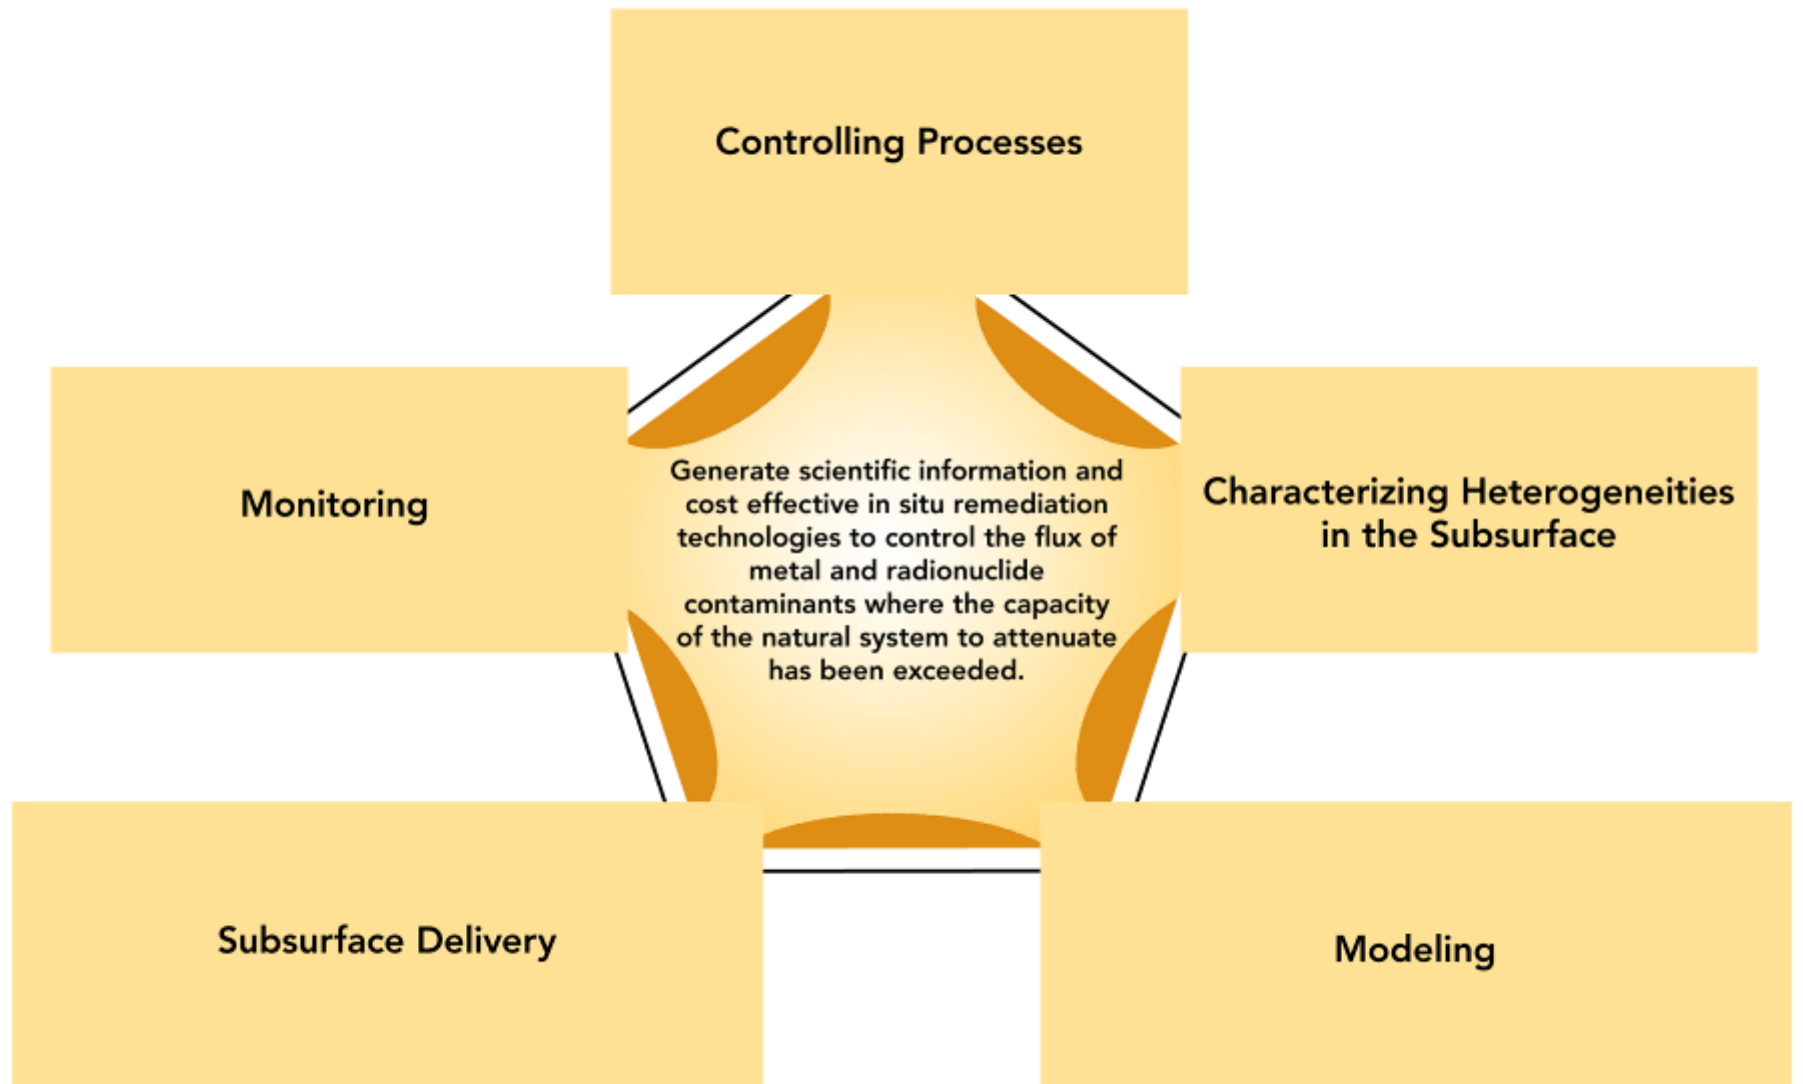 Controlling Processes
Monitoring
Characterizing Heterogeneities
in the Subsurface
Generate scientific information and
cost effective in situ remediation
technologies to control the flux of
metal and radionuclide
contaminants where the capacity
of the natural system to attenuate
has been exceeded.
Subsurface Delivery
Modeling